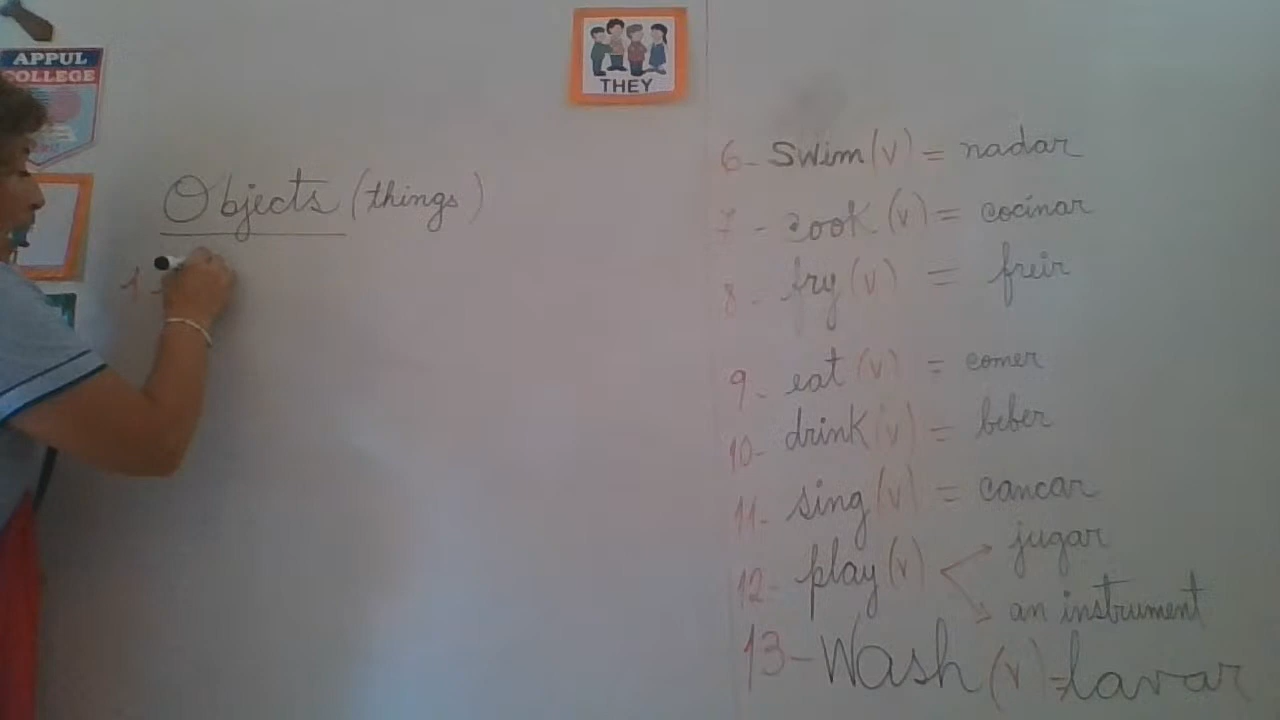 APPUL
COLLEGE
THEY
Objects (things)
1-
6- Swim (v) = nadar
7- cook (v) = cocinar
8- fry (v) = freir
9- eat (v) = comer
10- drink (v) = beber
11- sing (v) = cancar
12- play (v) jugar
an instrument
13- Wash (v) = lavar